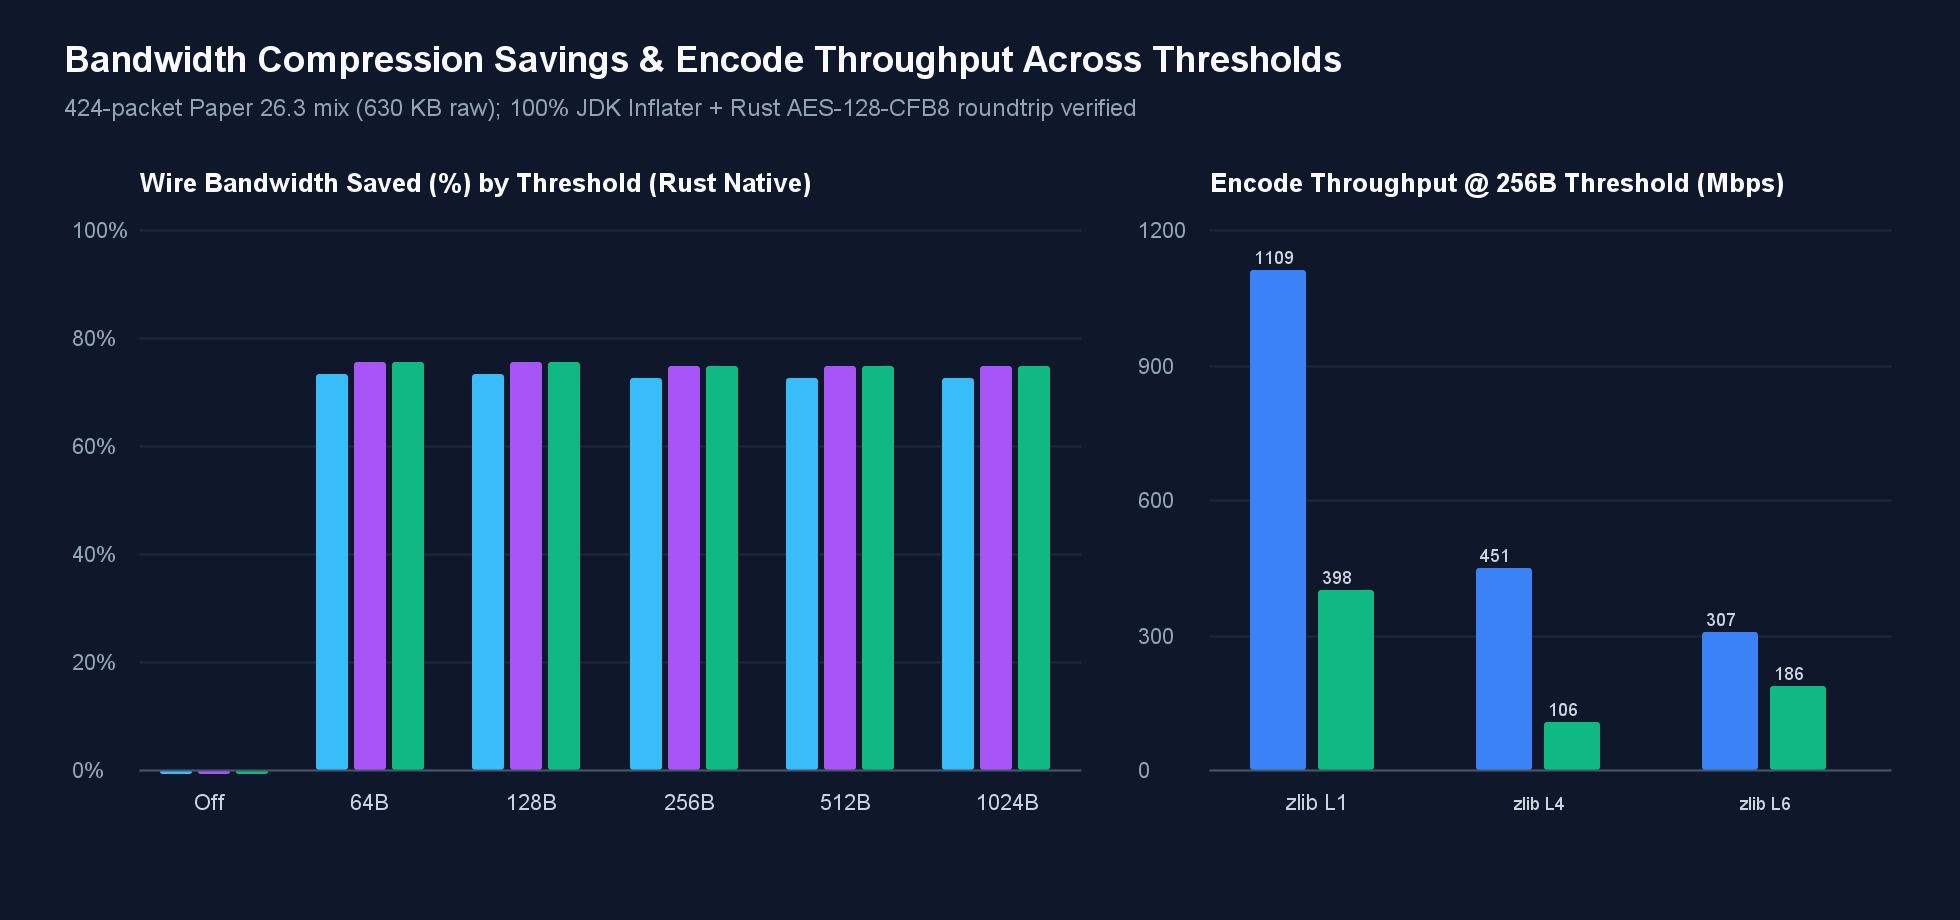 Bandwidth Compression Savings & Encode Throughput Across Thresholds
424-packet Paper 26.3 mix (630 KB raw); 100% JDK Inflater + Rust AES-128-CFB8 roundtrip verified
Wire Bandwidth Saved (%) by Threshold (Rust Native)
100%
80%
60%
40%
20%
0%
Off
64B
128B
256B
512B
1024B
Encode Throughput @ 256B Threshold (Mbps)
1200
900
600
300
0
1109
398
451
106
307
186
zlib L1
zlib L4
zlib L6